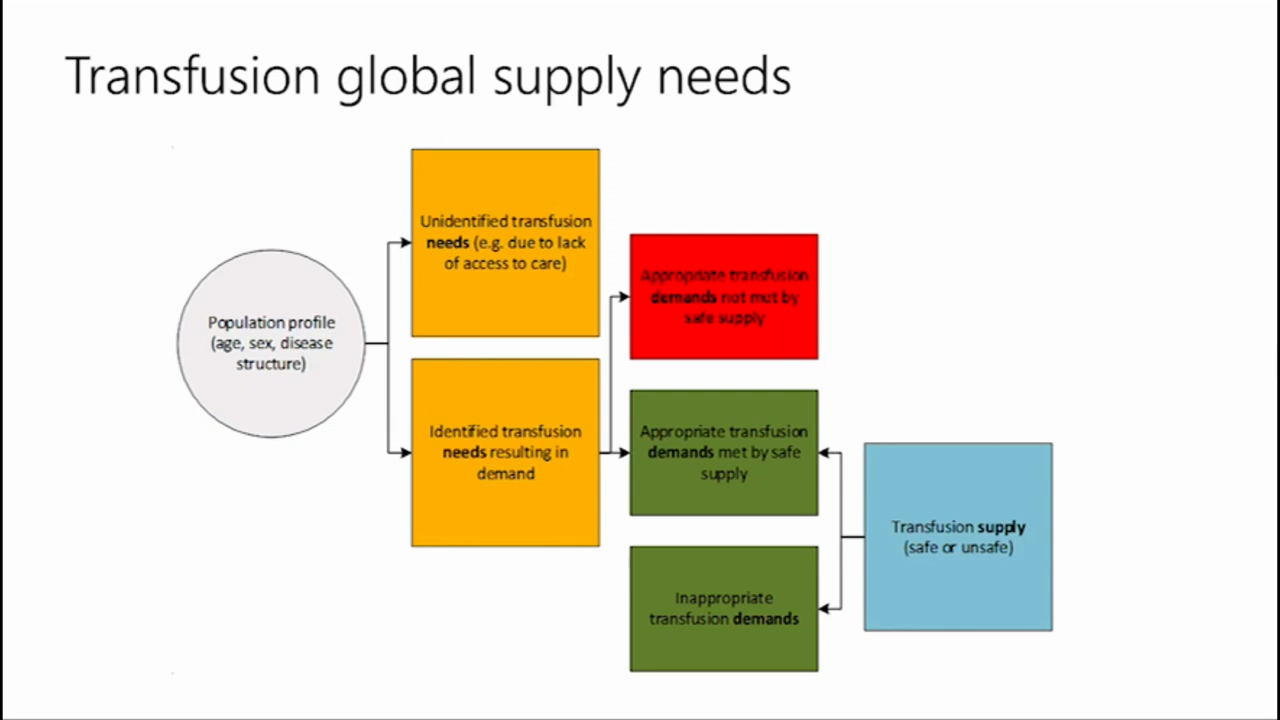 Transfusion global supply needs
Unidentified transfusion
needs (e.g. due to lack
of access to care)
Appropriate transfusion
demands not met by
safe supply
Population profile
(age, sex, disease
structure)
Identified transfusion
needs resulting in
demand
Appropriate transfusion
demands met by safe
supply
Transfusion supply
(safe or unsafe)
Inappropriate
transfusion demands